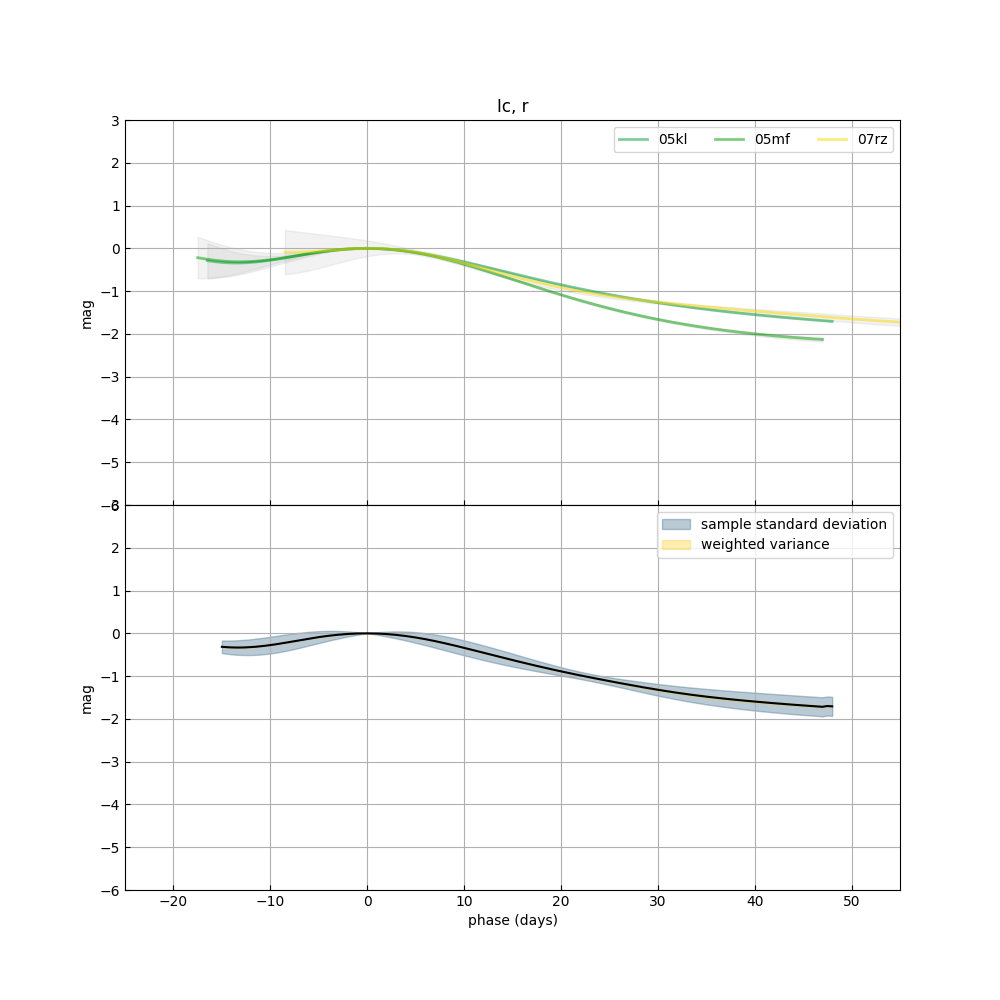 lc, r
3
2
1
0
−1
−2
−3
−4
−5
−6
mag
05kl 05mf 07rz
3
2
1
0
−1
−2
−3
−4
−5
−6
mag
sample standard deviation
weighted variance
−20 −10 0 10 20 30 40 50
phase (days)